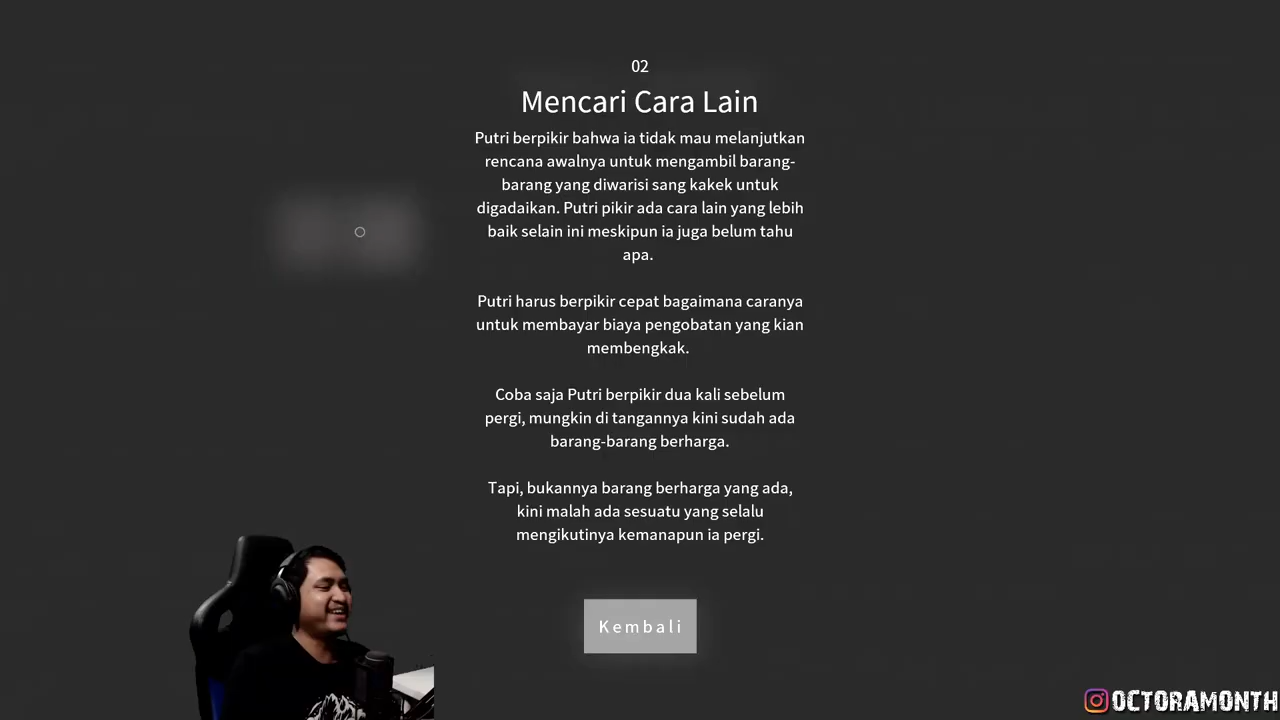 02
Mencari Cara Lain
Putri berpikir bahwa ia tidak mau melanjutkan
rencana awalnya untuk mengambil barang-
barang yang diwarisi sang kakek untuk
digadaikan. Putri pikir ada cara lain yang lebih
baik selain ini meskipun ia juga belum tahu
apa.
Putri harus berpikir cepat bagaimana caranya
untuk membayar biaya pengobatan yang kian
membengkak.
Coba saja Putri berpikir dua kali sebelum
pergi, mungkin di tangannya kini sudah ada
barang-barang berharga.
Tapi, bukannya barang berharga yang ada,
kini malah ada sesuatu yang selalu
mengikutinya kemanapun ia pergi.
Kembali
OCTORAMONTH